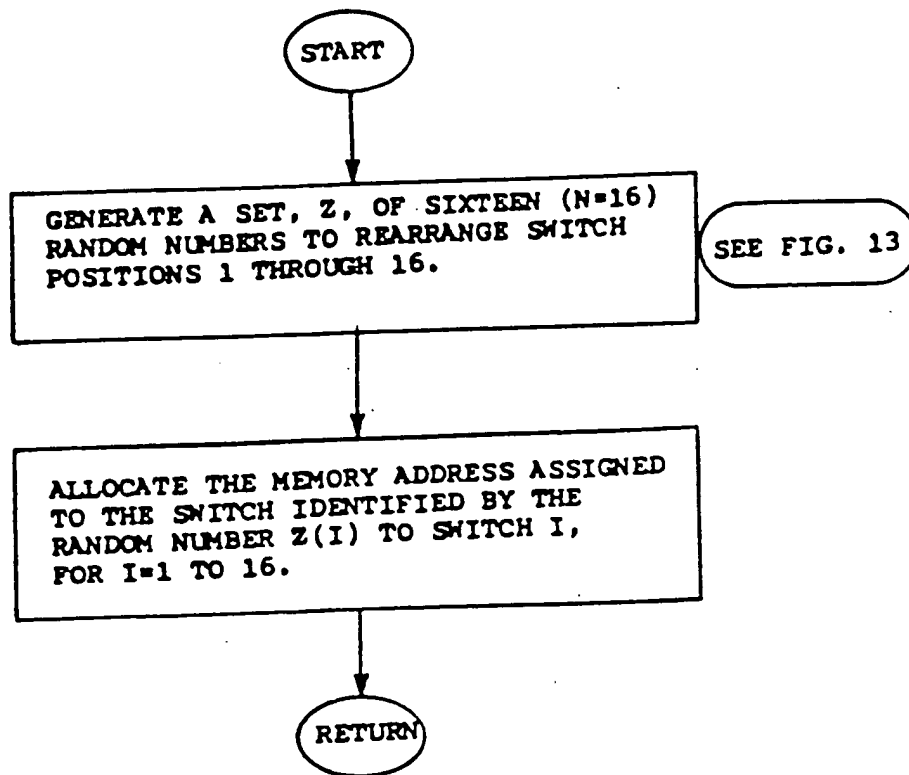 START
GENERATE A SET, Z, OF SIXTEEN (N=16)
RANDOM NUMBERS TO REARRANGE SWITCH
POSITIONS 1 THROUGH 16.
SEE FIG. 13
ALLOCATE THE MEMORY ADDRESS ASSIGNED
TO THE SWITCH IDENTIFIED BY THE
RANDOM NUMBER Z(I) TO SWITCH I,
FOR I=1 TO 16.
RETURN